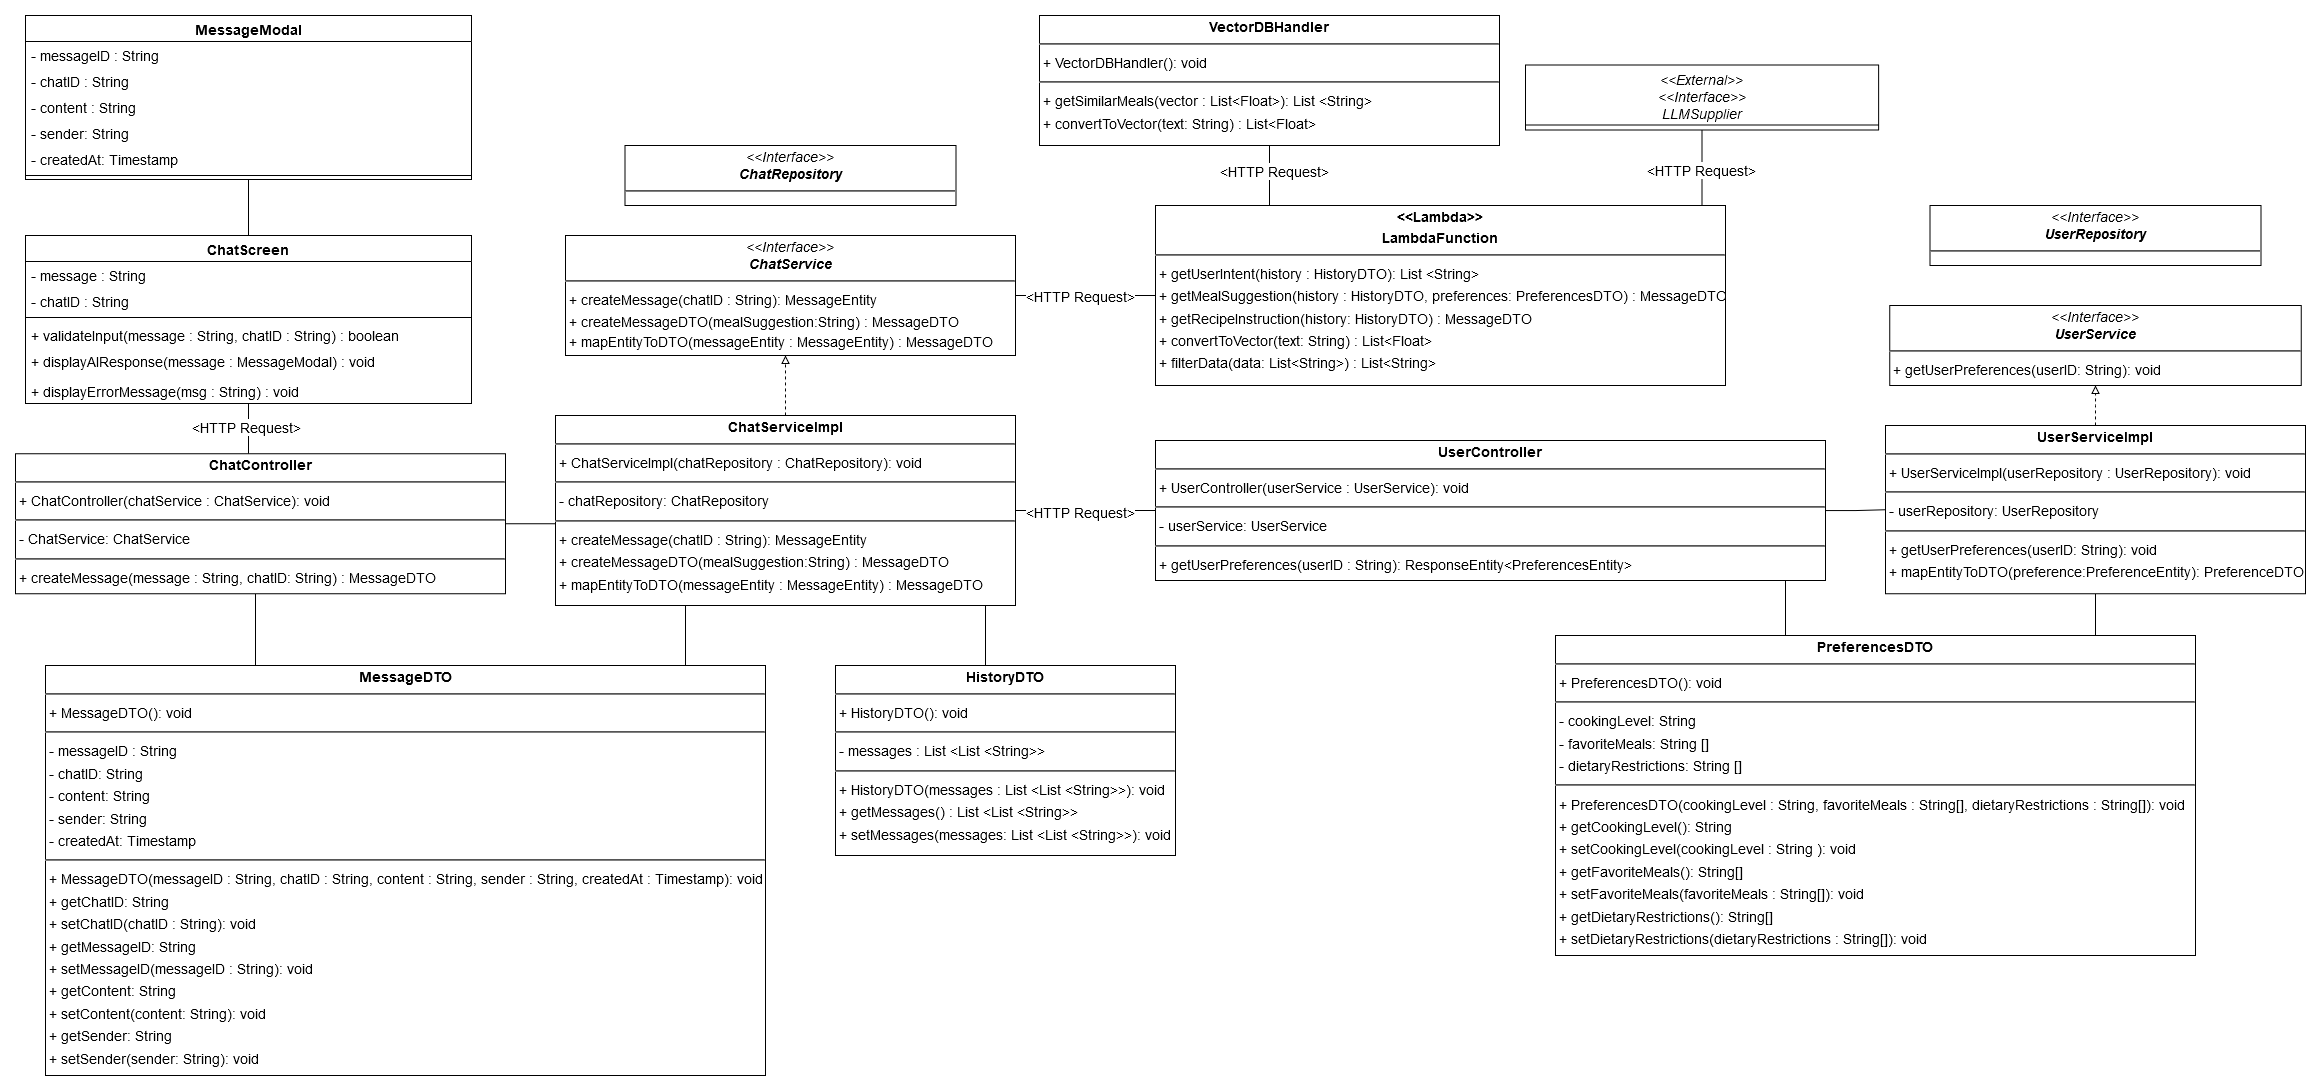 MessageModal
- messageID : String
- chatID : String
- content : String
- sender: String
- createdAt: Timestamp
ChatScreen
- message : String
- chatID : String
+ validateInput(message : String, chatID : String) : boolean
+ displayAIResponse(message : MessageModal) : void
+ displayErrorMessage(msg : String) : void
<HTTP Request>
ChatController
+ ChatController(chatService : ChatService): void
- ChatService: ChatService
+ createMessage(message : String, chatID: String) : MessageDTO
<<Interface>>
ChatRepository
<<Interface>>
ChatService
+ createMessage(chatID : String): MessageEntity
+ createMessageDTO(mealSuggestion:String) : MessageDTO
+ mapEntityToDTO(messageEntity : MessageEntity) : MessageDTO
<HTTP Request>
ChatServiceImpl
+ ChatServiceImpl(chatRepository : ChatRepository): void
- chatRepository: ChatRepository
+ createMessage(chatID : String): MessageEntity
+ createMessageDTO(mealSuggestion:String) : MessageDTO
+ mapEntityToDTO(messageEntity : MessageEntity) : MessageDTO
<HTTP Request>
VectorDBHandler
+ VectorDBHandler(): void
+ getSimilarMeals(vector : List<Float>): List <String>
+ convertToVector(text: String) : List<Float>
<HTTP Request>
<<External>>
<<Interface>>
LLMSupplier
<HTTP Request>
<<Lambda>>
LambdaFunction
+ getUserIntent(history : HistoryDTO): List <String>
+ getMealSuggestion(history : HistoryDTO, preferences: PreferencesDTO) : MessageDTO
+ getRecipeInstruction(history: HistoryDTO) : MessageDTO
+ convertToVector(text: String) : List<Float>
+ filterData(data: List<String>) : List<String>
UserController
+ UserController(userService : UserService): void
- userService: UserService
+ getUserPreferences(userID : String): ResponseEntity<PreferencesEntity>
<<Interface>>
UserRepository
<<Interface>>
UserService
+ getUserPreferences(userID: String): void
UserServiceImpl
+ UserServiceImpl(userRepository : UserRepository): void
- userRepository: UserRepository
+ getUserPreferences(userID: String): void
+ mapEntityToDTO(preference:PreferenceEntity): PreferenceDTO
MessageDTO
+ MessageDTO(): void
- messageID : String
- chatID: String
- content: String
- sender: String
- createdAt: Timestamp
+ MessageDTO(messageID : String, chatID : String, content : String, sender : String, createdAt : Timestamp): void
+ getChatID: String
+ setChatID(chatID : String): void
+ getMessageID: String
+ setMessageID(messageID : String): void
+ getContent: String
+ setContent(content: String): void
+ getSender: String
+ setSender(sender: String): void
HistoryDTO
+ HistoryDTO(): void
- messages : List <List <String>>
+ HistoryDTO(messages : List <List <String>>): void
+ getMessages() : List <List <String>>
+ setMessages(messages: List <List <String>>): void
PreferencesDTO
+ PreferencesDTO(): void
- cookingLevel: String
- favoriteMeals: String []
- dietaryRestrictions: String []
+ PreferencesDTO(cookingLevel : String, favoriteMeals : String[], dietaryRestrictions : String[]): void
+ getCookingLevel(): String
+ setCookingLevel(cookingLevel : String ): void
+ getFavoriteMeals(): String[]
+ setFavoriteMeals(favoriteMeals : String[]): void
+ getDietaryRestrictions(): String[]
+ setDietaryRestrictions(dietaryRestrictions : String[]): void